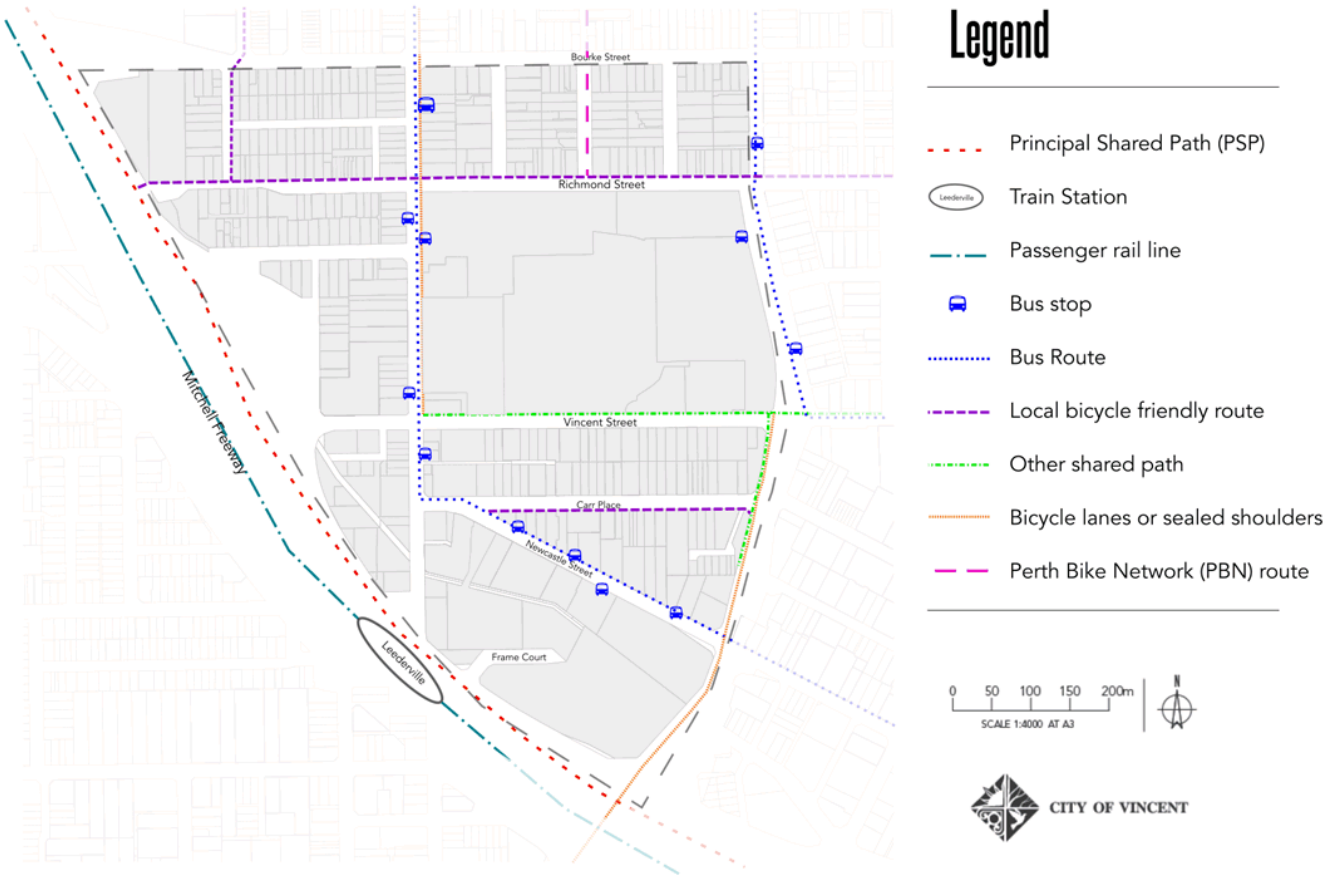 Legend
Bourke Street
Principal Shared Path (PSP)
Richmond Street
Leederville
Train Station
Passenger rail line
Bus stop
Bus Route
Mitchell Freeway
Local bicycle friendly route
Vincent Street
Other shared path
Carr Place
Bicycle lanes or sealed shoulders
Newcastle Street
Perth Bike Network (PBN) route
Leederville
Frame Court
0 50 100 150 200m
N
SCALE 1:4000 AT A3
CITY OF VINCENT